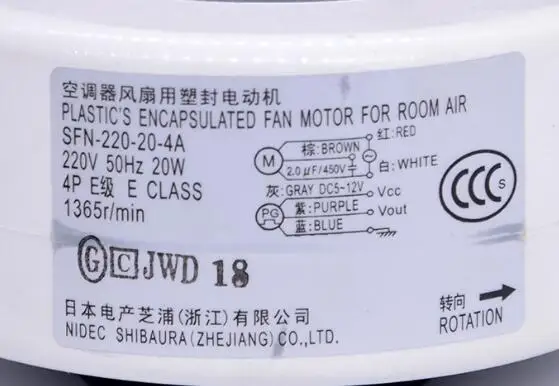 空调器风扇用塑封电动机
PLASTIC'S ENCAPSULATED FAN MOTOR FOR ROOM AIR
SFN-220-20-4A
220V 50Hz 20W
4P E级 E CLASS
1365r/min
红:RED
棕:BROWN
M
2.0μF/450V
白:WHITE
灰:GRAY DC5-12V Vcc
PG 紫:PURPLE Vout
蓝:BLUE
CCC S
G C JWD 18
日本电产芝浦(浙江)有限公司
NIDEC SHIBAURA(ZHEJIANG)CO.,LTD.
转向
ROTATION